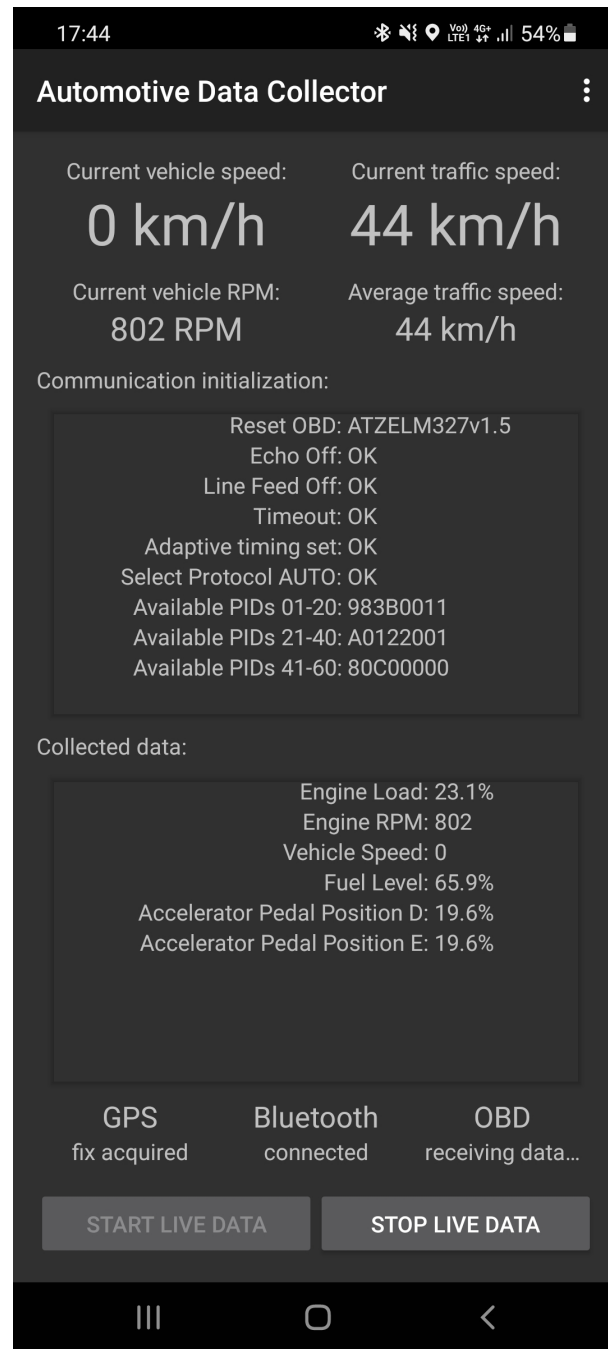 17:44 Vo)) LTE1 4G+ 54%
Automotive Data Collector
Current vehicle speed: Current traffic speed:
0 km/h 44 km/h
Current vehicle RPM: Average traffic speed:
802 RPM 44 km/h
Communication initialization:
Reset OBD: ATZELM327v1.5
Echo Off: OK
Line Feed Off: OK
Timeout: OK
Adaptive timing set: OK
Select Protocol AUTO: OK
Available PIDs 01-20: 983B0011
Available PIDs 21-40: A0122001
Available PIDs 41-60: 80C00000
Collected data:
Engine Load: 23.1%
Engine RPM: 802
Vehicle Speed: 0
Fuel Level: 65.9%
Accelerator Pedal Position D: 19.6%
Accelerator Pedal Position E: 19.6%
GPS Bluetooth OBD
fix acquired connected receiving data…
START LIVE DATA STOP LIVE DATA